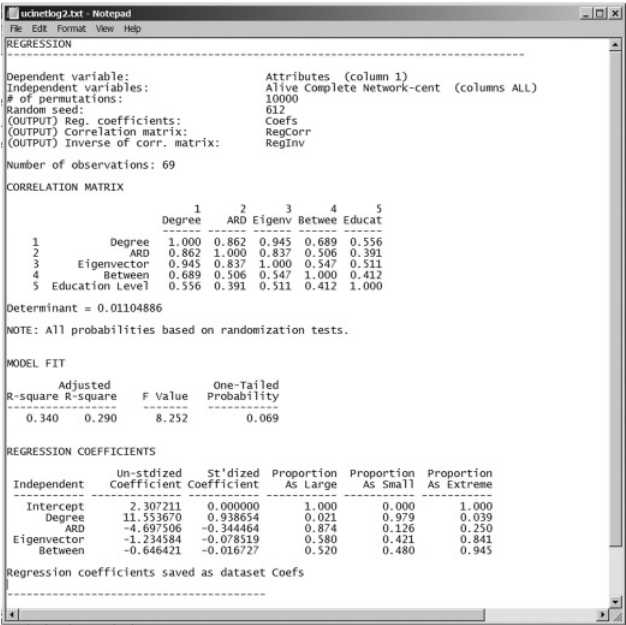 ucinetlog2.txt - Notepad
File Edit Format View Help
REGRESSION
--------------------------------------------------------------------------------
Dependent variable: Attributes (column 1)
Independent variables: Alive Complete Network-cent (columns ALL)
# of permutations: 10000
Random seed: 612
(OUTPUT) Reg. coefficients: Coefs
(OUTPUT) Correlation matrix: RegCorr
(OUTPUT) Inverse of corr. matrix: RegInv
Number of observations: 69
CORRELATION MATRIX
1 2 3 4 5
Degree ARD Eigenv Betwee Educat
------ ------ ------ ------ ------
1 Degree 1.000 0.862 0.945 0.689 0.556
2 ARD 0.862 1.000 0.837 0.506 0.391
3 Eigenvector 0.945 0.837 1.000 0.547 0.511
4 Between 0.689 0.506 0.547 1.000 0.412
5 Education Level 0.556 0.391 0.511 0.412 1.000
Determinant = 0.01104886
NOTE: All probabilities based on randomization tests.
MODEL FIT
Adjusted One-Tailed
R-square R-square F Value Probability
-------- -------- ------- -----------
0.340 0.290 8.252 0.069
REGRESSION COEFFICIENTS
Un-stdized St'dized Proportion Proportion Proportion
Independent Coefficient Coefficient As Large As Small As Extreme
----------- ----------- ----------- ---------- ---------- ----------
Intercept 2.307211 0.000000 1.000 0.000 1.000
Degree 11.553670 0.938654 0.021 0.979 0.039
ARD -4.697506 -0.344464 0.874 0.126 0.250
Eigenvector -1.234584 -0.078519 0.580 0.421 0.841
Between -0.646421 -0.016727 0.520 0.480 0.945
Regression coefficients saved as dataset Coefs
----------------------------------------